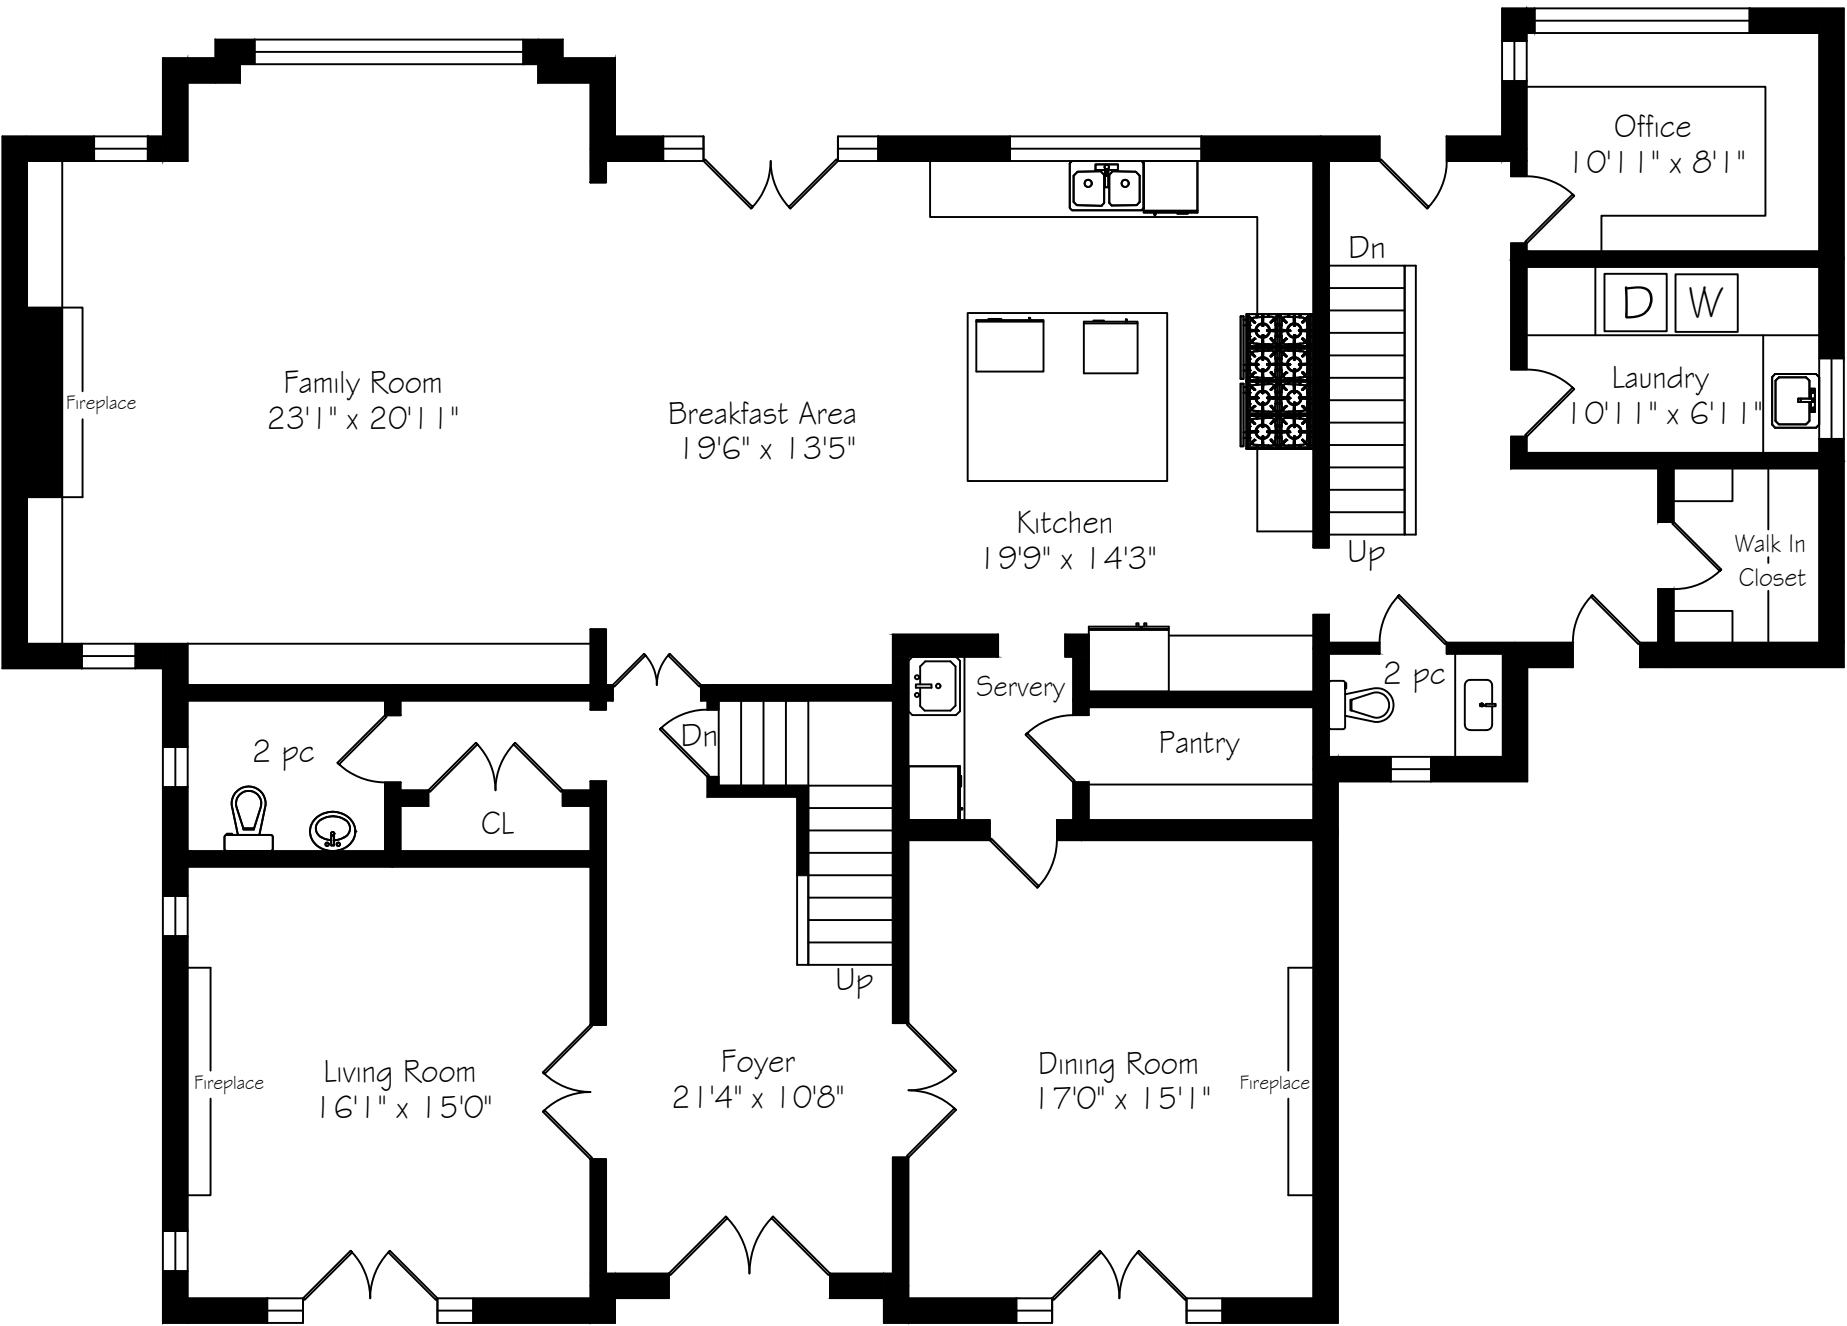 Office
10'11" x 8'1"
Dn
D W
Family Room
23'1" x 20'11"
Fireplace
Breakfast Area
19'6" x 13'5"
Laundry
10'11" x 6'11"
Kitchen
19'9" x 14'3"
Up
Walk In
Closet
2 pc
Servery
Dn
Pantry
2 pc
CL
Up
Living Room
16'1" x 15'0"
Fireplace
Foyer
21'4" x 10'8"
Dining Room
17'0" x 15'1"
Fireplace